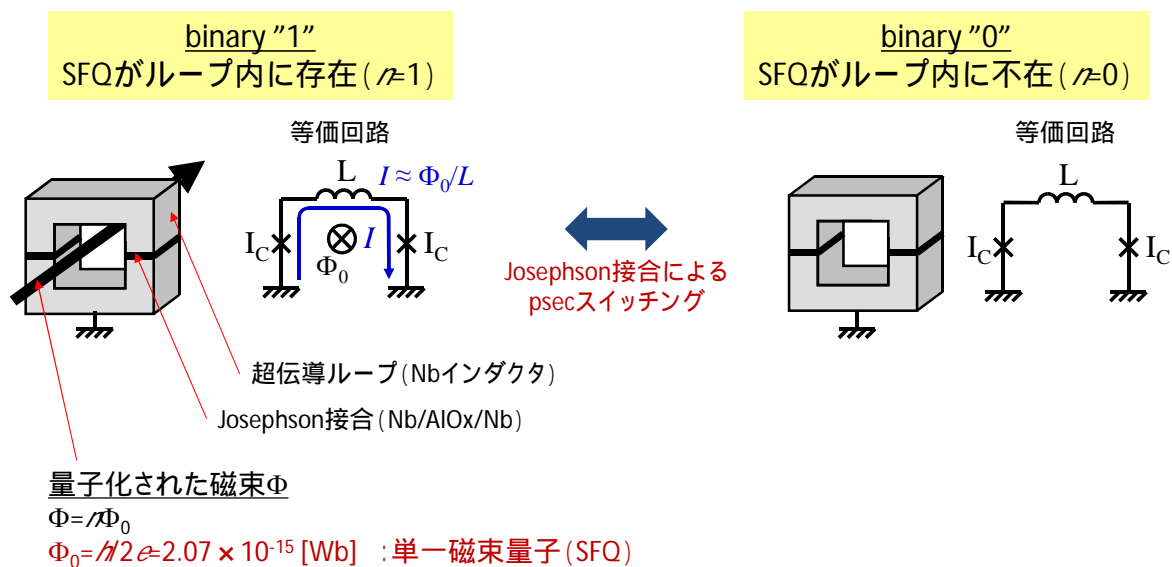 binary "1"
SFQがループ内に存在(n=1)
binary "0"
SFQがループ内に不在(n=0)
等価回路
L
I ≈ Φ0/L
IC
IC
I
Φ0
Josephson接合による
psecスイッチング
等価回路
L
IC
IC
超伝導ループ(Nbインダクタ)
Josephson接合(Nb/AlOx/Nb)
量子化された磁束Φ
Φ=nΦ0
Φ0=h/2e=2.07 × 10-15 [Wb] :単一磁束量子(SFQ)